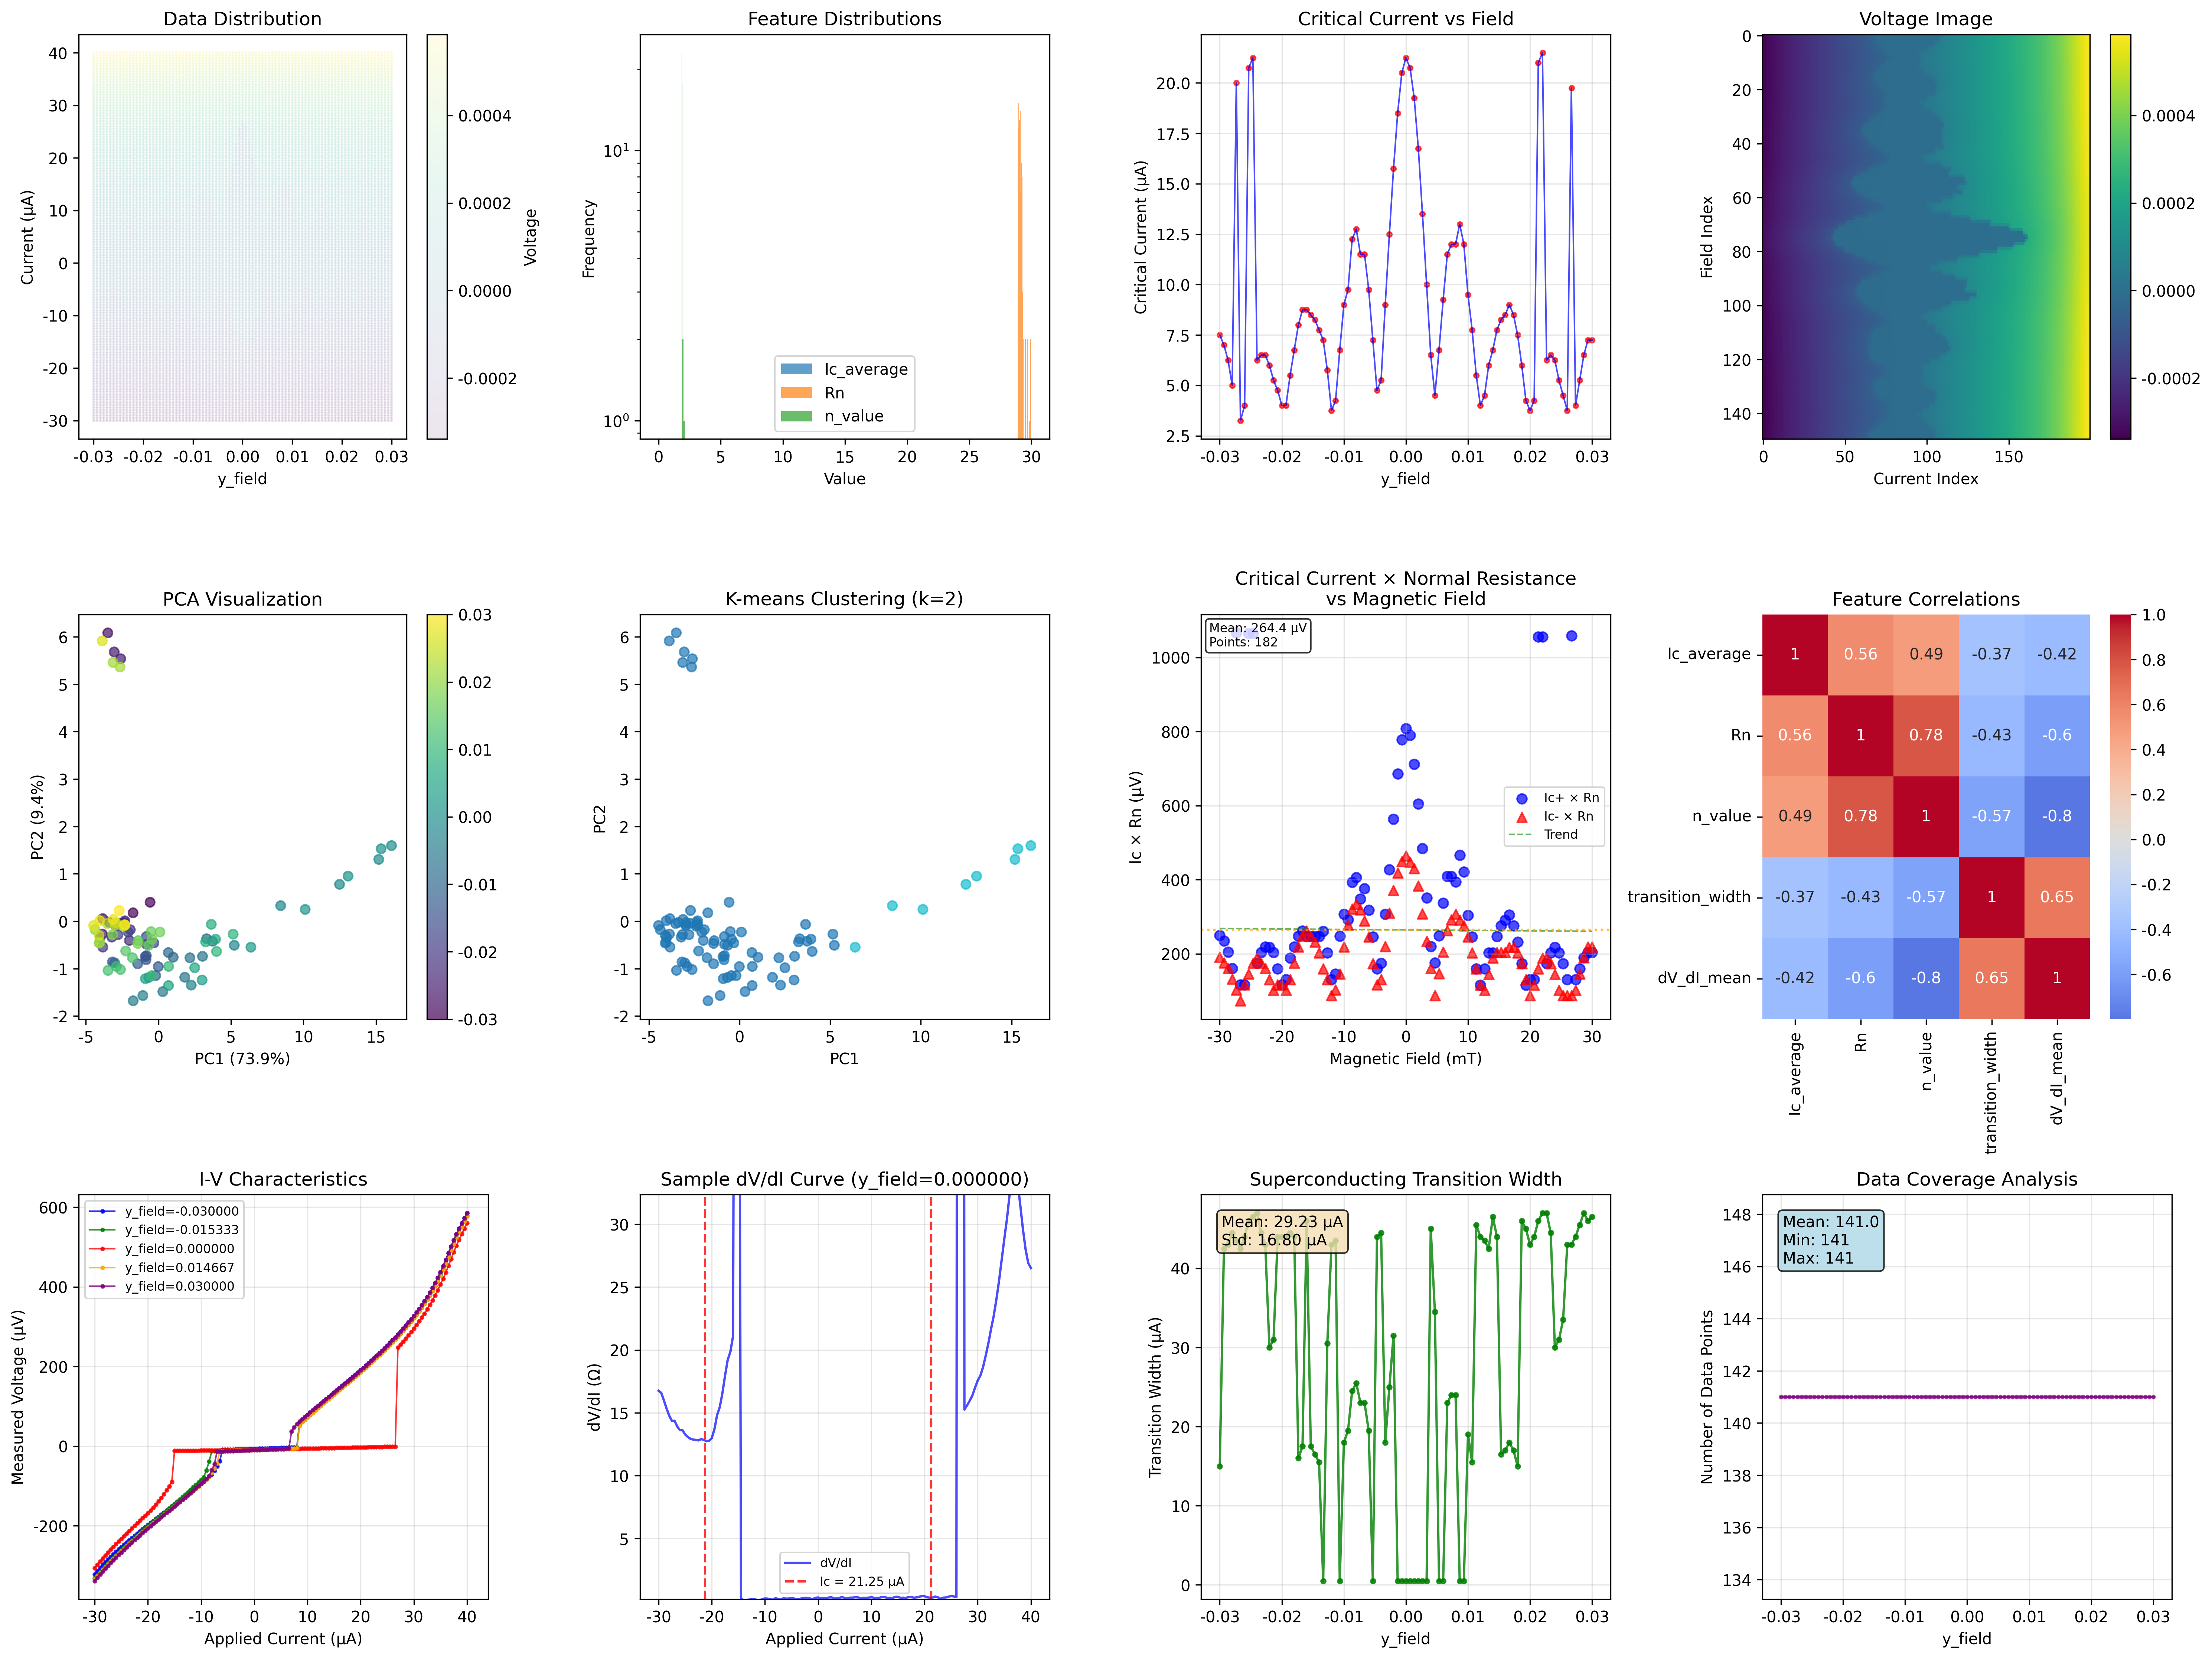 Data Distribution
40
30
20
10
0
-10
-20
-30
Current (μA)
-0.03 -0.02 -0.01 0.00 0.01 0.02 0.03
y_field
0.0004
0.0002
0.0000
-0.0002
Voltage
Feature Distributions
10¹
10⁰
Frequency
Ic_average
Rn
n_value
0 5 10 15 20 25 30
Value
Critical Current vs Field
20.0
17.5
15.0
12.5
10.0
7.5
5.0
2.5
Critical Current (μA)
-0.03 -0.02 -0.01 0.00 0.01 0.02 0.03
y_field
Voltage Image
0
20
40
60
80
100
120
140
Field Index
0 50 100 150
Current Index
0.0004
0.0002
0.0000
-0.0002
PCA Visualization
6
5
4
3
2
1
0
-1
-2
PC2 (9.4%)
-5 0 5 10 15
PC1 (73.9%)
0.03
0.02
0.01
0.00
-0.01
-0.02
-0.03
K-means Clustering (k=2)
6
5
4
3
2
1
0
-1
-2
PC2
-5 0 5 10 15
PC1
Critical Current × Normal Resistance
vs Magnetic Field
Mean: 264.4 μV
Points: 182
1000
800
600
400
200
Ic × Rn (μV)
Ic+ × Rn
Ic- × Rn
Trend
-30 -20 -10 0 10 20 30
Magnetic Field (mT)
Feature Correlations
Ic_average 1 0.56 0.49 -0.37 -0.42
Rn 0.56 1 0.78 -0.43 -0.6
n_value 0.49 0.78 1 -0.57 -0.8
transition_width -0.37 -0.43 -0.57 1 0.65
dV_dI_mean -0.42 -0.6 -0.8 0.65 1
Ic_average
Rn
n_value
transition_width
dV_dI_mean
1.0
0.8
0.6
0.4
0.2
0.0
-0.2
-0.4
-0.6
I-V Characteristics
y_field=-0.030000
y_field=-0.015333
y_field=0.000000
y_field=0.014667
y_field=0.030000
600
400
200
0
-200
Measured Voltage (μV)
-30 -20 -10 0 10 20 30 40
Applied Current (μA)
Sample dV/dI Curve (y_field=0.000000)
30
25
20
15
10
5
dV/dI (Ω)
dV/dI
Ic = 21.25 μA
-30 -20 -10 0 10 20 30 40
Applied Current (μA)
Superconducting Transition Width
Mean: 29.23 μA
Std: 16.80 μA
40
30
20
10
0
Transition Width (μA)
-0.03 -0.02 -0.01 0.00 0.01 0.02 0.03
y_field
Data Coverage Analysis
Mean: 141.0
Min: 141
Max: 141
148
146
144
142
140
138
136
134
Number of Data Points
-0.03 -0.02 -0.01 0.00 0.01 0.02 0.03
y_field